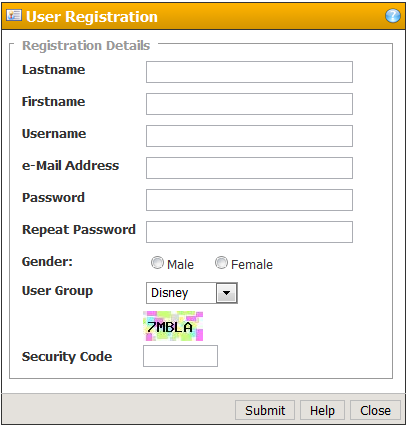 User Registration
Registration Details
Lastname
Firstname
Username
e-Mail Address
Password
Repeat Password
Gender: Male Female
User Group Disney
7MBLA
Security Code
Submit Help Close